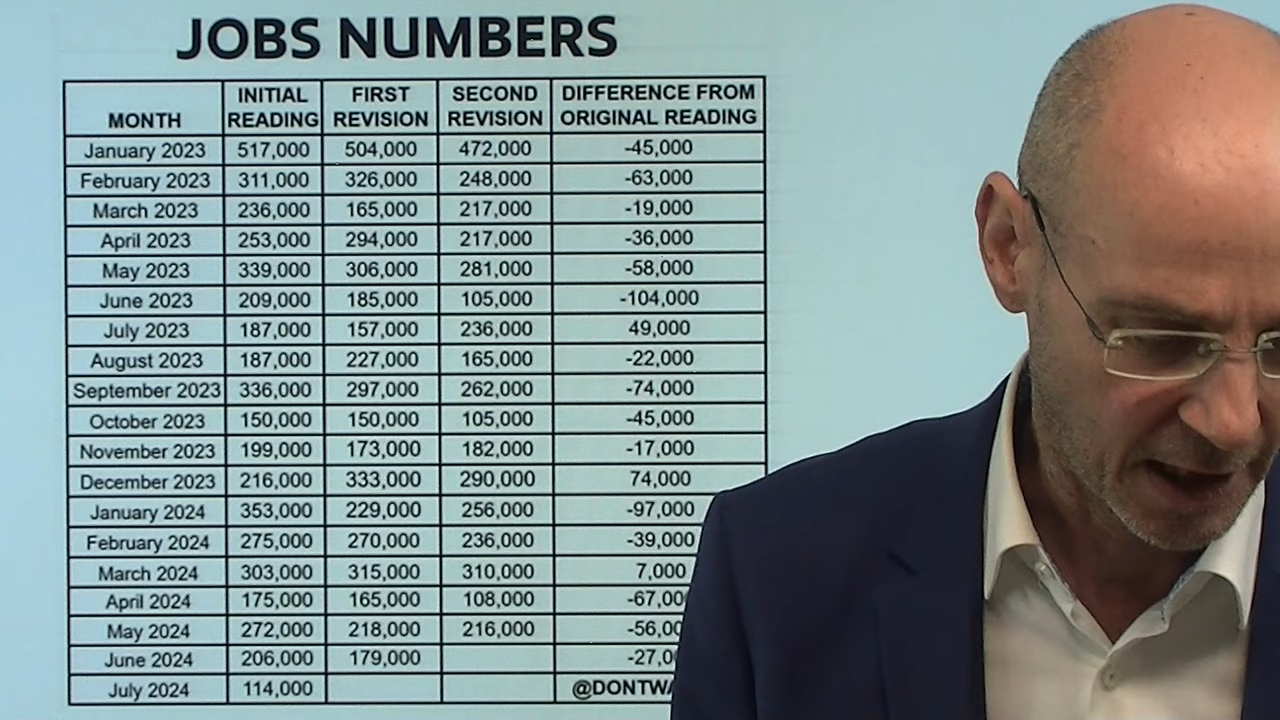 JOBS NUMBERS
MONTH INITIAL READING FIRST REVISION SECOND REVISION DIFFERENCE FROM ORIGINAL READING
January 2023 517,000 504,000 472,000 -45,000
February 2023 311,000 326,000 248,000 -63,000
March 2023 236,000 165,000 217,000 -19,000
April 2023 253,000 294,000 217,000 -36,000
May 2023 339,000 306,000 281,000 -58,000
June 2023 209,000 185,000 105,000 -104,000
July 2023 187,000 157,000 236,000 49,000
August 2023 187,000 227,000 165,000 -22,000
September 2023 336,000 297,000 262,000 -74,000
October 2023 150,000 150,000 105,000 -45,000
November 2023 199,000 173,000 182,000 -17,000
December 2023 216,000 333,000 290,000 74,000
January 2024 353,000 229,000 256,000 -97,000
February 2024 275,000 270,000 236,000 -39,000
March 2024 303,000 315,000 310,000 7,000
April 2024 175,000 165,000 108,000
May 2024 272,000 218,000 216,000
June 2024 206,000 179,000
July 2024 114,000